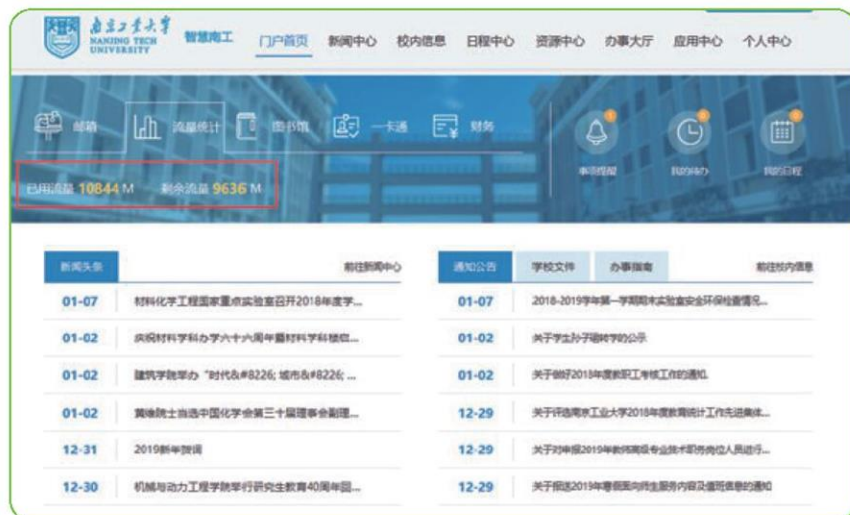 南京工业大学
NANJING TECH
UNIVERSITY
智慧南工
门户首页 新闻中心 校内信息 日程中心 资源中心 办事大厅 应用中心 个人中心
邮箱 流量统计 图书馆 一卡通 财务
事项提醒 我的待办 我的日程
已用流量 10844 M 剩余流量 9636 M
新闻头条 前往新闻中心
01-07 材料化学工程国家重点实验室召开2018年度学...
01-02 庆祝材料学科办学六十六周年暨材料学科楼启...
01-02 建筑学院举办“时代&#8226; 城市&#8226; ...
01-02 黄维院士当选中国化学会第三十届理事会副理...
12-31 2019新年贺词
12-30 机械与动力工程学院举行研究生教育40周年回...
通知公告 学校文件 办事指南 前往校内信息
01-07 2018-2019学年第一学期期末实验室安全环保检查情况...
01-02 关于学生孙子曙转学的公示
01-02 关于做好2018年度教职工考核工作的通知.
12-29 关于评选南京工业大学2018年度教育统计工作先进集体...
12-29 关于对申报2019年教师高级专业技术职务岗位人员进行...
12-29 关于报送2019年寒假面向师生服务内容及值班信息的通知